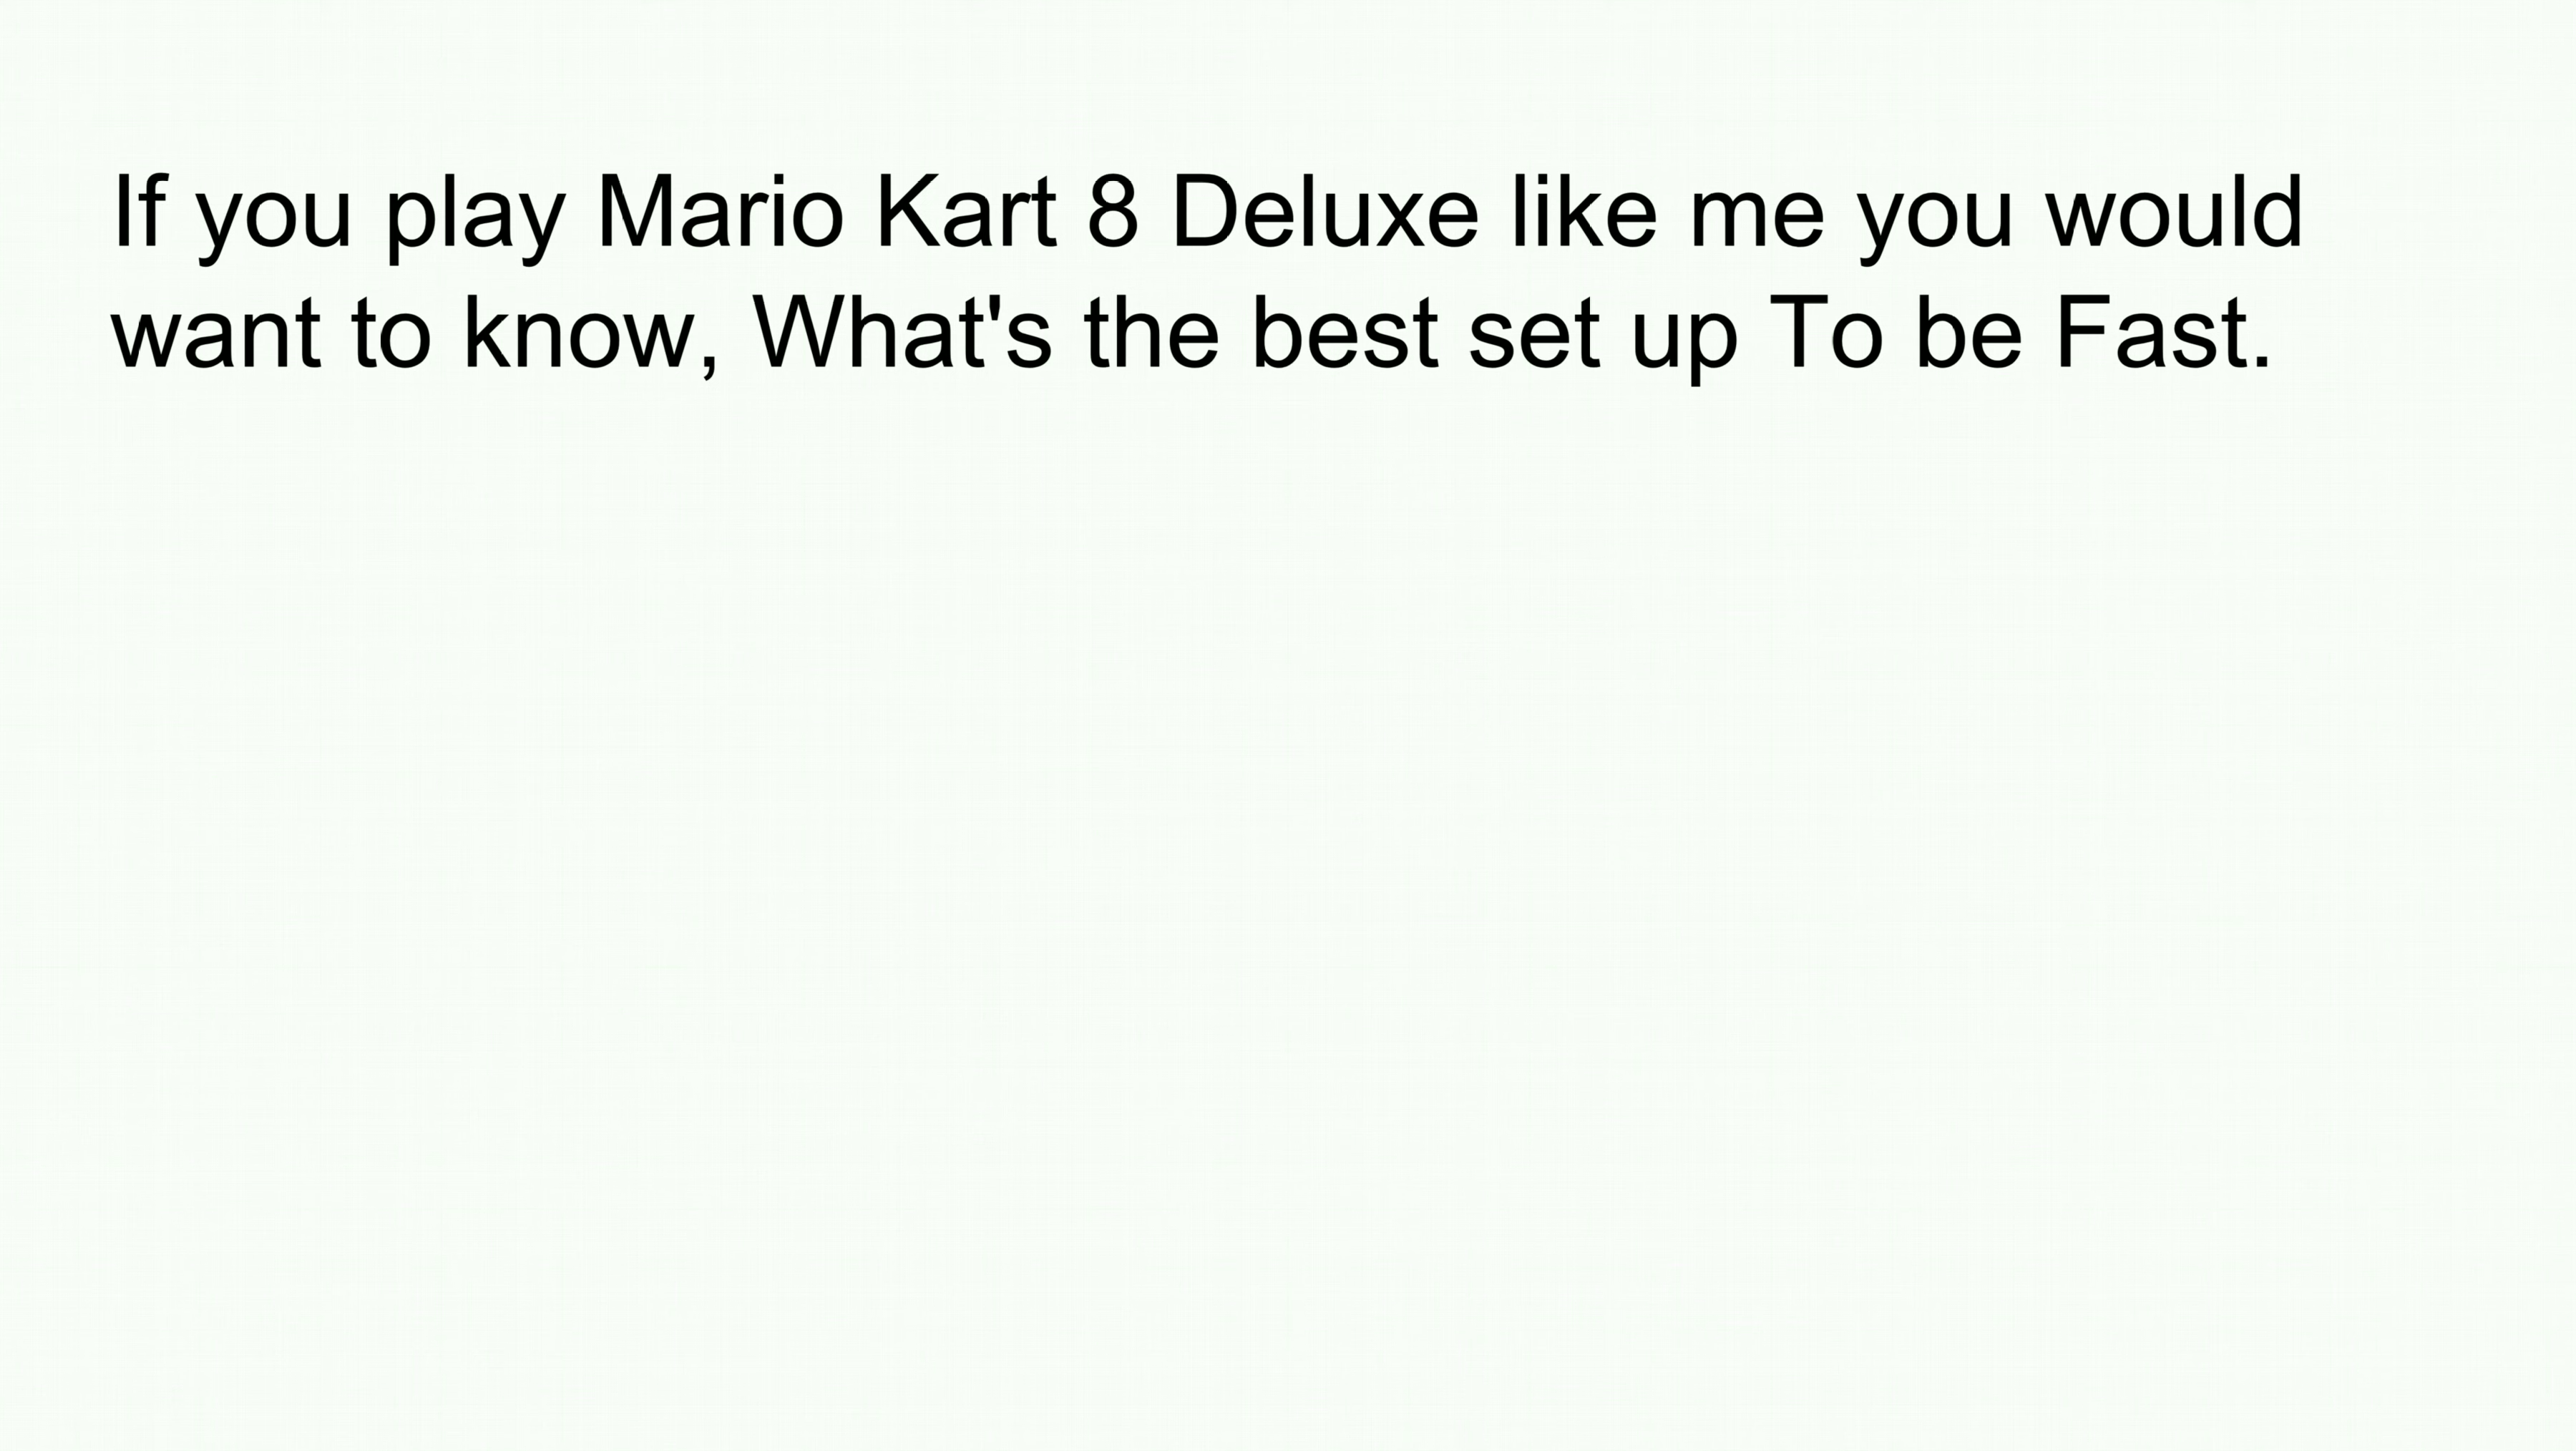 If you play Mario Kart 8 Deluxe like me you would
want to know, What's the best set up To be Fast.